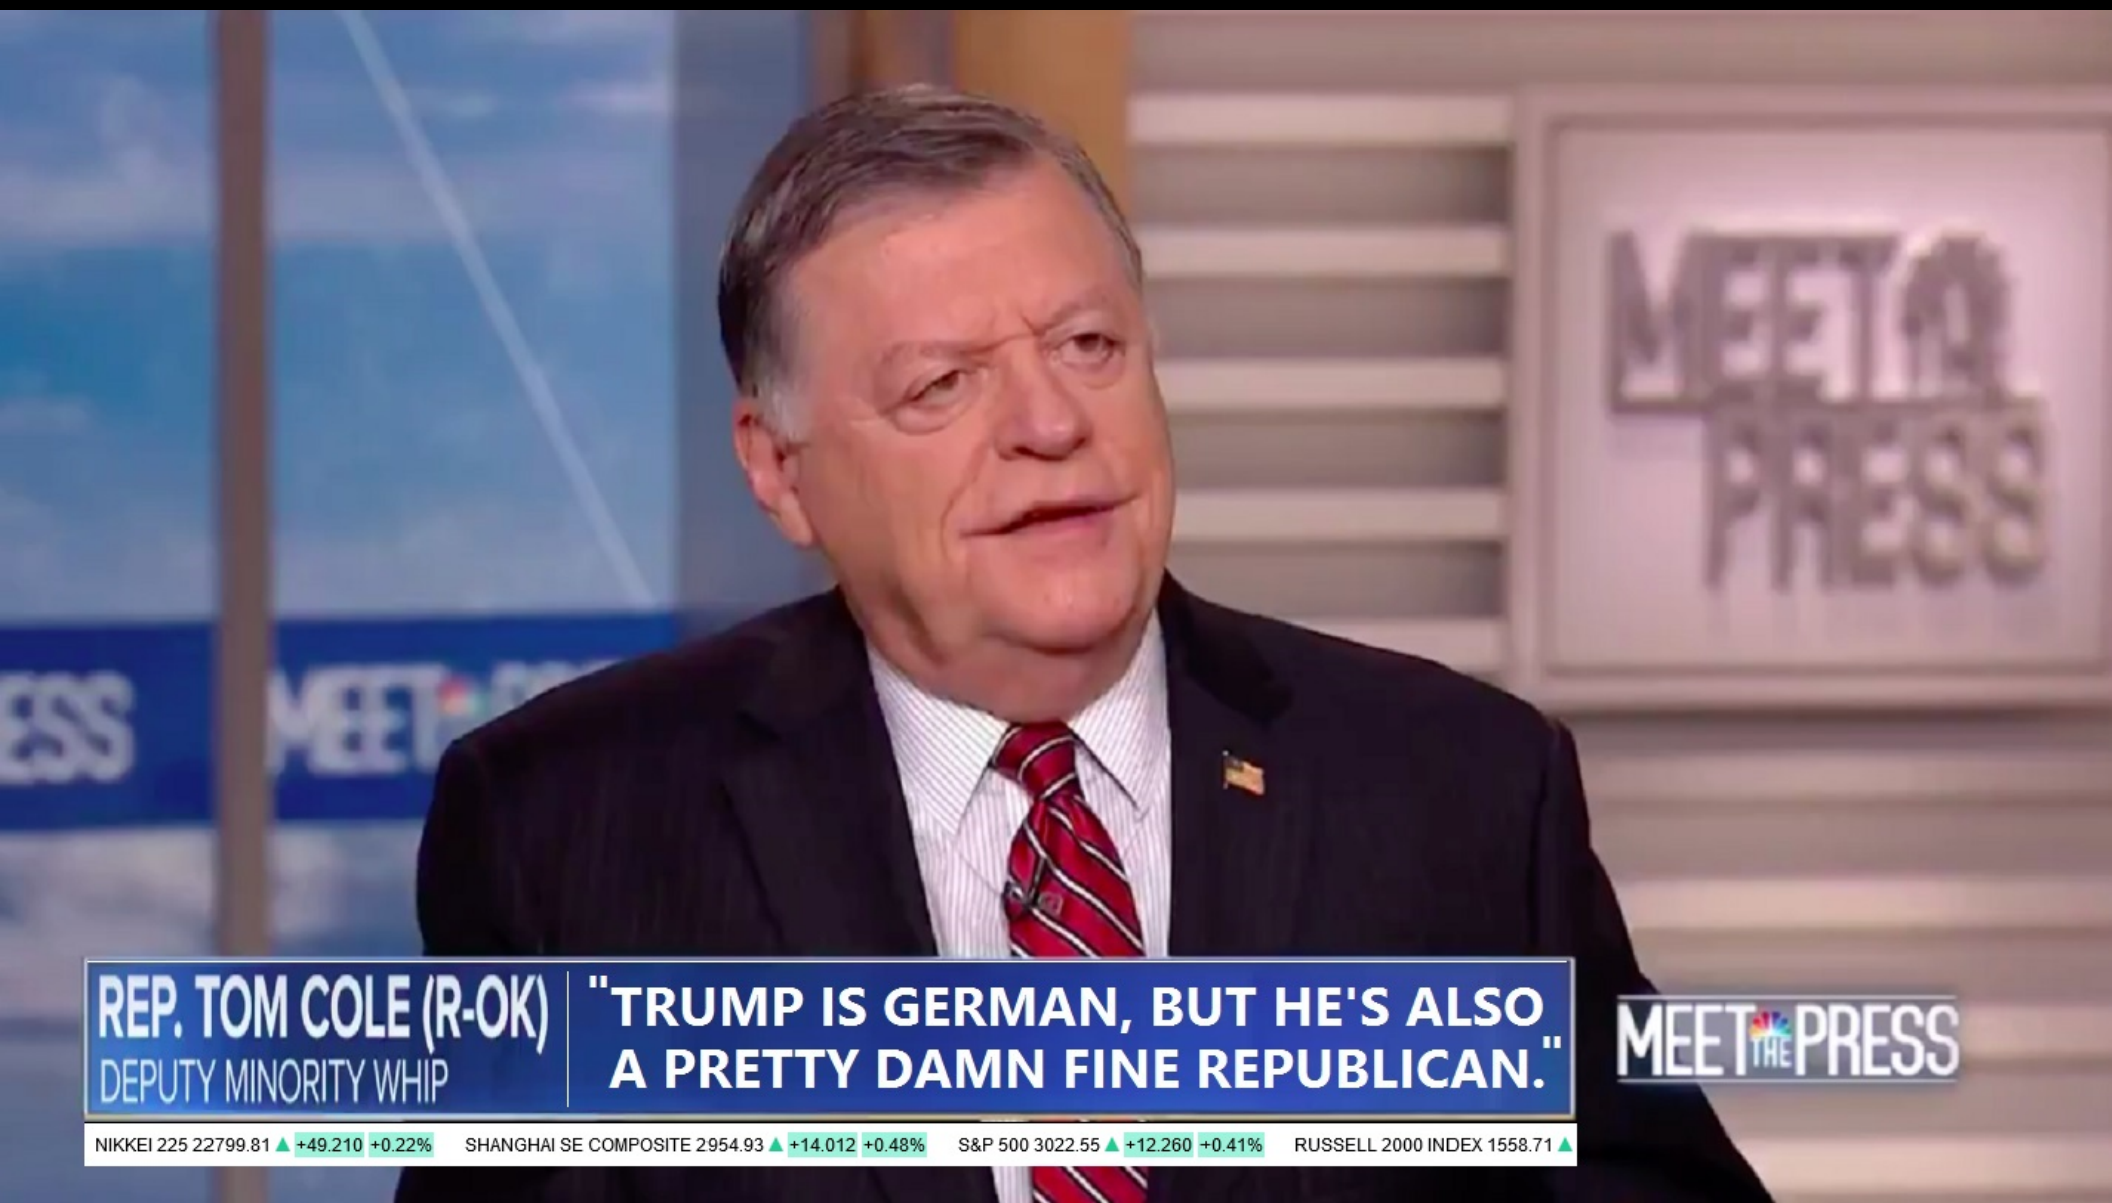 MEET
PRESS
ESS
MEET
REP. TOM COLE (R-OK)
DEPUTY MINORITY WHIP
"TRUMP IS GERMAN, BUT HE'S ALSO
A PRETTY DAMN FINE REPUBLICAN."
MEET THE PRESS
NIKKEI 225 22799.81 ▲ +49.210 +0.22% SHANGHAI SE COMPOSITE 2954.93 ▲ +14.012 +0.48% S&P 500 3022.55 ▲ +12.260 +0.41% RUSSELL 2000 INDEX 1558.71 ▲